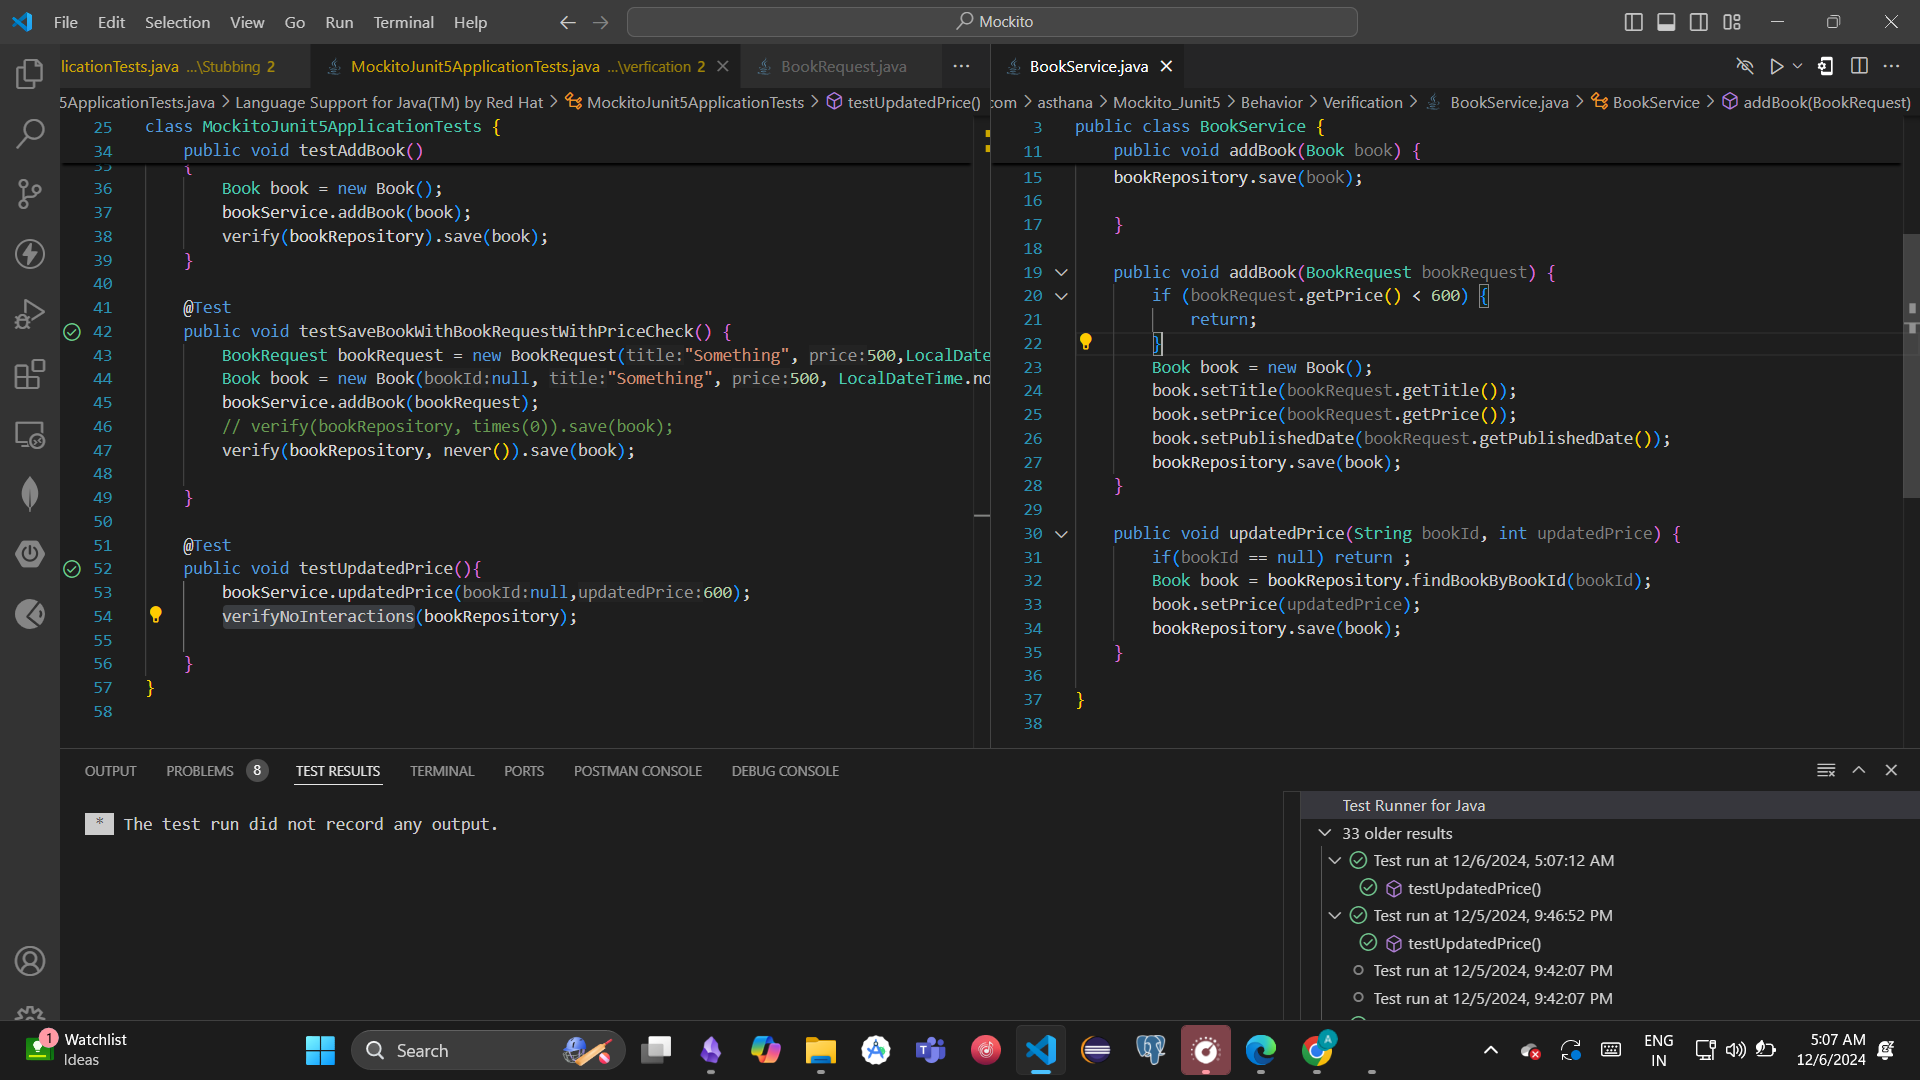 File Edit Selection View Go Run Terminal Help
Mockito
licationTests.java ...\Stubbing 2
MockitoJunit5ApplicationTests.java ...\verfication 2
BookRequest.java
5ApplicationTests.java > Language Support for Java(TM) by Red Hat > MockitoJunit5ApplicationTests > testUpdatedPrice()
25 class MockitoJunit5ApplicationTests {
34 public void testAddBook()
35 {
36 Book book = new Book();
37 bookService.addBook(book);
38 verify(bookRepository).save(book);
39 }
40
41 @Test
42 public void testSaveBookWithBookRequestWithPriceCheck() {
43 BookRequest bookRequest = new BookRequest(title:"Something", price:500,LocalDate
44 Book book = new Book(bookId:null, title:"Something", price:500, LocalDateTime.no
45 bookService.addBook(bookRequest);
46 // verify(bookRepository, times(0)).save(book);
47 verify(bookRepository, never()).save(book);
48
49 }
50
51 @Test
52 public void testUpdatedPrice(){
53 bookService.updatedPrice(bookId:null,updatedPrice:600);
54 verifyNoInteractions(bookRepository);
55
56 }
57 }
58
BookService.java
com > asthana > Mockito_Junit5 > Behavior > Verification > BookService.java > BookService > addBook(BookRequest)
3 public class BookService {
11 public void addBook(Book book) {
15 bookRepository.save(book);
16
17 }
18
19 public void addBook(BookRequest bookRequest) {
20 if (bookRequest.getPrice() < 600) {
21 return;
22 }
23 Book book = new Book();
24 book.setTitle(bookRequest.getTitle());
25 book.setPrice(bookRequest.getPrice());
26 book.setPublishedDate(bookRequest.getPublishedDate());
27 bookRepository.save(book);
28 }
29
30 public void updatedPrice(String bookId, int updatedPrice) {
31 if(bookId == null) return ;
32 Book book = bookRepository.findBookByBookId(bookId);
33 book.setPrice(updatedPrice);
34 bookRepository.save(book);
35 }
36
37 }
38
OUTPUT PROBLEMS 8 TEST RESULTS TERMINAL PORTS POSTMAN CONSOLE DEBUG CONSOLE
* The test run did not record any output.
Test Runner for Java
33 older results
Test run at 12/6/2024, 5:07:12 AM
testUpdatedPrice()
Test run at 12/5/2024, 9:46:52 PM
testUpdatedPrice()
Test run at 12/5/2024, 9:42:07 PM
Test run at 12/5/2024, 9:42:07 PM
1 Watchlist
Ideas
Search
A
ENG
IN
5:07 AM
12/6/2024